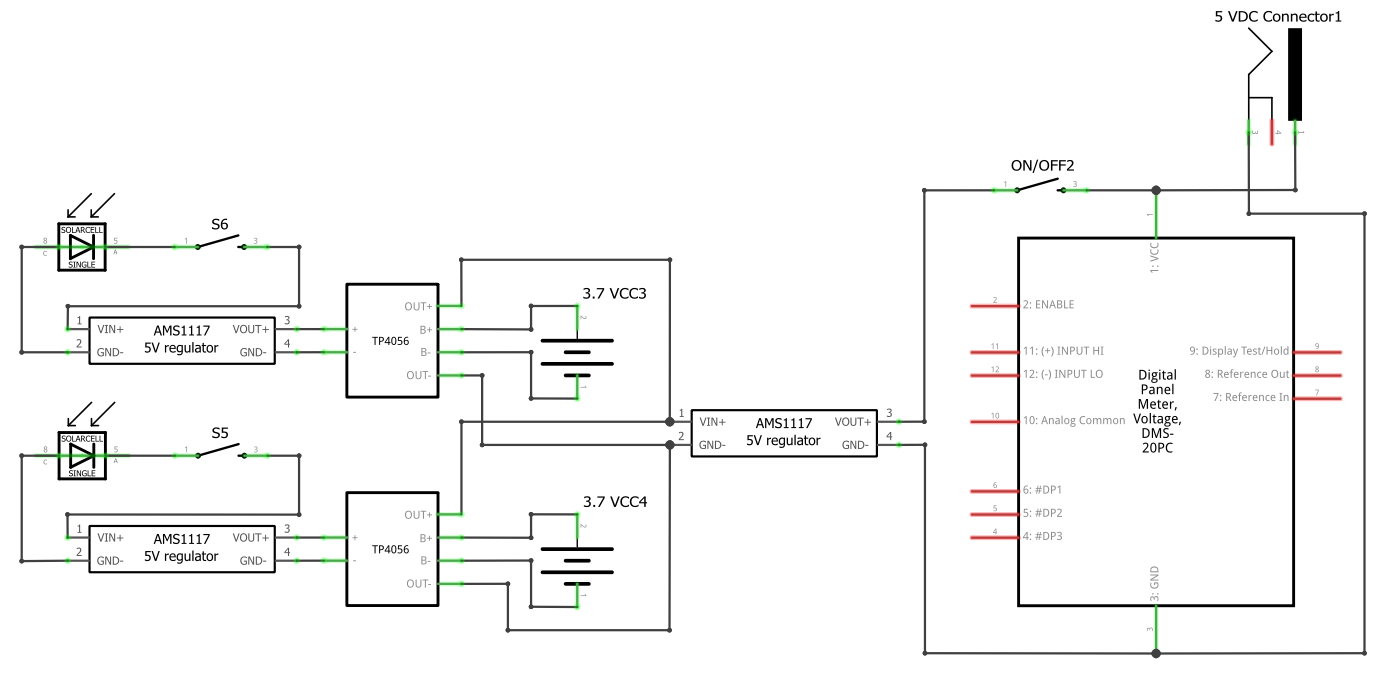 5 VDC Connector1
3
4
1
ON/OFF2
1
3
SOLARCELL
8
C
5
A
SINGLE
S6
1
3
1
VCC
1: VCC
3.7 VCC3
2
1
1 VIN+
2 GND-
AMS1117
5V regulator
VOUT+ 3
GND- 4
+
-
TP4056
OUT+
B+
B-
OUT-
2
2: ENABLE
11
11: (+) INPUT HI
12
12: (-) INPUT LO
10
10: Analog Common
6
6: #DP1
5
5: #DP2
4
4: #DP3
Digital
Panel
Meter,
Voltage,
DMS-
20PC
9: Display Test/Hold
9
8: Reference Out
8
7: Reference In
7
3: GND
3
1 VIN+
2 GND-
AMS1117
5V regulator
VOUT+ 3
GND- 4
SOLARCELL
8
C
5
A
SINGLE
S5
1
3
1 VIN+
2 GND-
AMS1117
5V regulator
VOUT+ 3
GND- 4
+
-
TP4056
OUT+
B+
B-
OUT-
3.7 VCC4
2
1